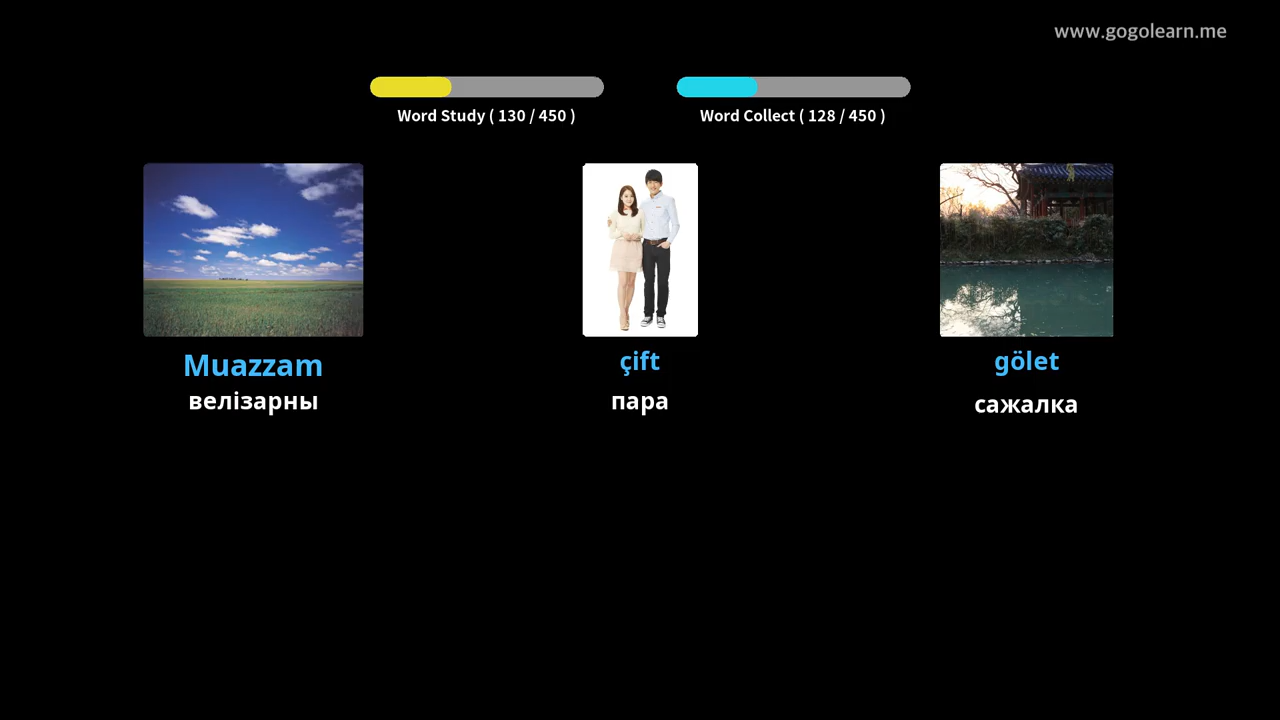 www.gogolearn.me
Word Study ( 130 / 450 )
Word Collect ( 128 / 450 )
Muazzam
велізарны
çift
пара
gölet
сажалка